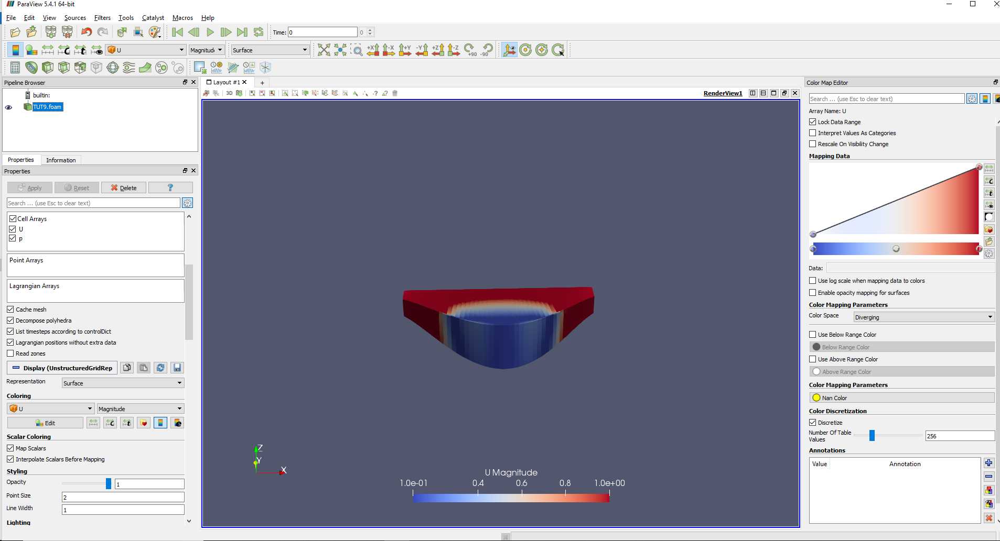 ParaView 5.4.1 64-bit
File Edit View Sources Filters Tools Catalyst Macros Help
Time: 0 0
U Magnitude Surface +X -X +Y -Y +Z -Z +90 -90
Pipeline Browser
builtin:
TUT9.foam
Properties Information
Properties
Apply Reset Delete ?
Search ... (use Esc to clear text)
Cell Arrays
U
p
Point Arrays
Lagrangian Arrays
Cache mesh
Decompose polyhedra
List timesteps according to controlDict
Lagrangian positions without extra data
Read zones
Display (UnstructuredGridRep
Representation Surface
Coloring
U Magnitude
Edit
Scalar Coloring
Map Scalars
Interpolate Scalars Before Mapping
Styling
Opacity 1
Point Size 2
Line Width 1
Lighting
Layout #1 +
3D RenderView1
Z
Y
X
U Magnitude
1.0e-01 0.4 0.6 0.8 1.0e+00
Color Map Editor
Search ... (use Esc to clear text)
Array Name: U
Lock Data Range
Interpret Values As Categories
Rescale On Visibility Change
Mapping Data
Data:
Use log scale when mapping data to colors
Enable opacity mapping for surfaces
Color Mapping Parameters
Color Space Diverging
Use Below Range Color
Below Range Color
Use Above Range Color
Above Range Color
Color Mapping Parameters
Nan Color
Color Discretization
Discretize
Number Of Table
Values 256
Annotations
Value Annotation